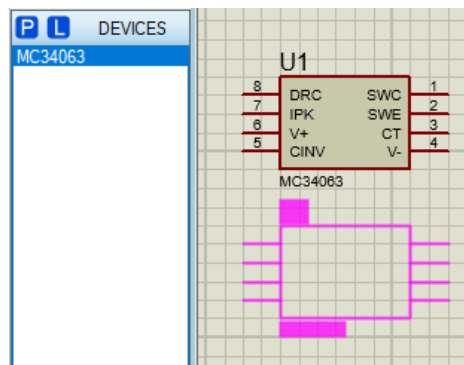 P L DEVICES
MC34063
U1
8 DRC SWC 1
7 IPK SWE 2
6 V+ CT 3
5 CINV V- 4
MC34063